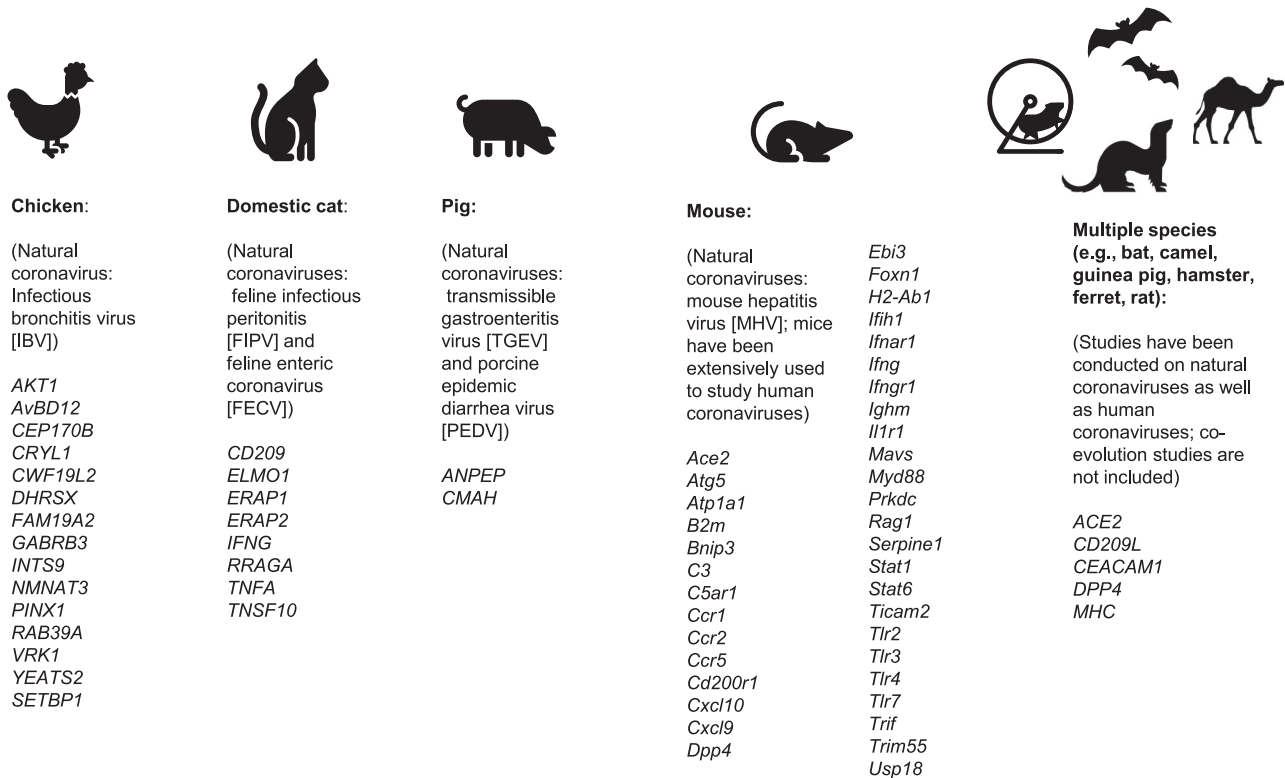 Chicken:
(Natural
coronavirus:
Infectious
bronchitis virus
[IBV])
AKT1
AvBD12
CEP170B
CRYL1
CWF19L2
DHRSX
FAM19A2
GABRB3
INTS9
NMNAT3
PINX1
RAB39A
VRK1
YEATS2
SETBP1
Domestic cat:
(Natural
coronaviruses:
feline infectious
peritonitis
[FIPV] and
feline enteric
coronavirus
[FECV])
CD209
ELMO1
ERAP1
ERAP2
IFNG
RRAGA
TNFA
TNSF10
Pig:
(Natural
coronaviruses:
transmissible
gastroenteritis
virus [TGEV]
and porcine
epidemic
diarrhea virus
[PEDV])
ANPEP
CMAH
Mouse:
(Natural
coronaviruses:
mouse hepatitis
virus [MHV]; mice
have been
extensively used
to study human
coronaviruses)
Ace2
Atg5
Atp1a1
B2m
Bnip3
C3
C5ar1
Ccr1
Ccr2
Ccr5
Cd200r1
Cxcl10
Cxcl9
Dpp4
Ebi3
Foxn1
H2-Ab1
Ifih1
Ifnar1
Ifng
Ifngr1
Ighm
Il1r1
Mavs
Myd88
Prkdc
Rag1
Serpine1
Stat1
Stat6
Ticam2
Tlr2
Tlr3
Tlr4
Tlr7
Trif
Trim55
Usp18
Multiple species
(e.g., bat, camel,
guinea pig, hamster,
ferret, rat):
(Studies have been
conducted on natural
coronaviruses as well
as human
coronaviruses; co-
evolution studies are
not included)
ACE2
CD209L
CEACAM1
DPP4
MHC